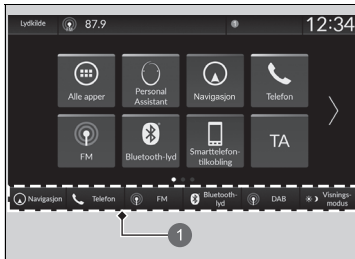 Lydkilde 87.9 12:34
Alle apper
Personal
Assistant
Navigasjon
Telefon
FM
Bluetooth-lyd
Smarttelefon-
tilkobling
TA
Navigasjon Telefon FM Bluetooth-
lyd DAB Visnings-
modus
1